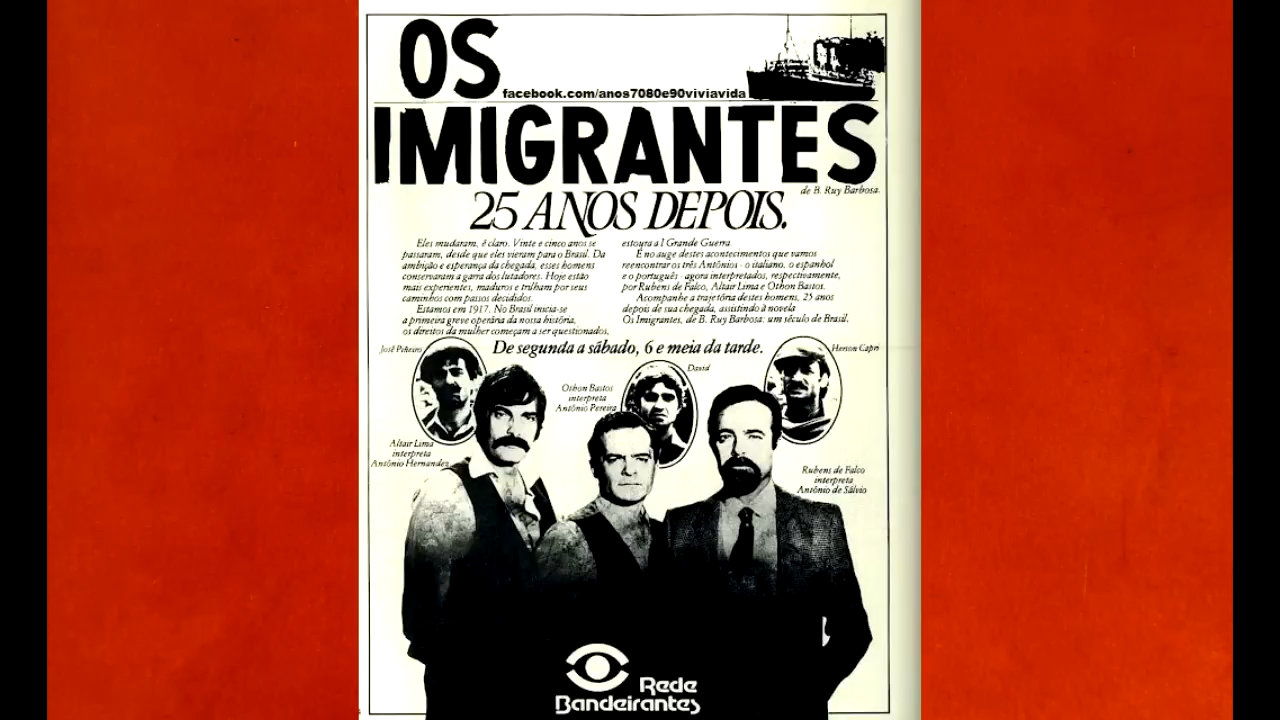 OS
facebook.com/anos7080e90viviavida
IMIGRANTES
de B. Ruy Barbosa.
25 ANOS DEPOIS.
Eles mudaram, é claro. Vinte e cinco anos se
passaram, desde que eles vieram para o Brasil. Da
ambição e esperança da chegada, esses homens
conservaram a garra dos lutadores. Hoje estão
mais experientes, maduros e trilham por seus
caminhos com passos decididos.
Estamos em 1917. No Brasil inicia-se
a primeira greve operária da nossa história,
os direitos da mulher começam a ser questionados,
estoura a I Grande Guerra.
E no auge destes acontecimentos que vamos
reencontrar os três Antônios - o italiano, o espanhol
e o português - agora interpretados, respectivamente,
por Rubens de Falco, Altair Lima e Othon Bastos.
Acompanhe a trajetória destes homens, 25 anos
depois de sua chegada, assistindo à novela
Os Imigrantes, de B. Ruy Barbosa: um século de Brasil.
De segunda a sábado, 6 e meia da tarde.
José Piñeiro
Altair Lima
interpreta
Antônio Hernandez
David
Othon Bastos
interpreta
Antônio Pereira
Herson Capri
Rubens de Falco
interpreta
Antônio de Sálvio
Rede
Bandeirantes